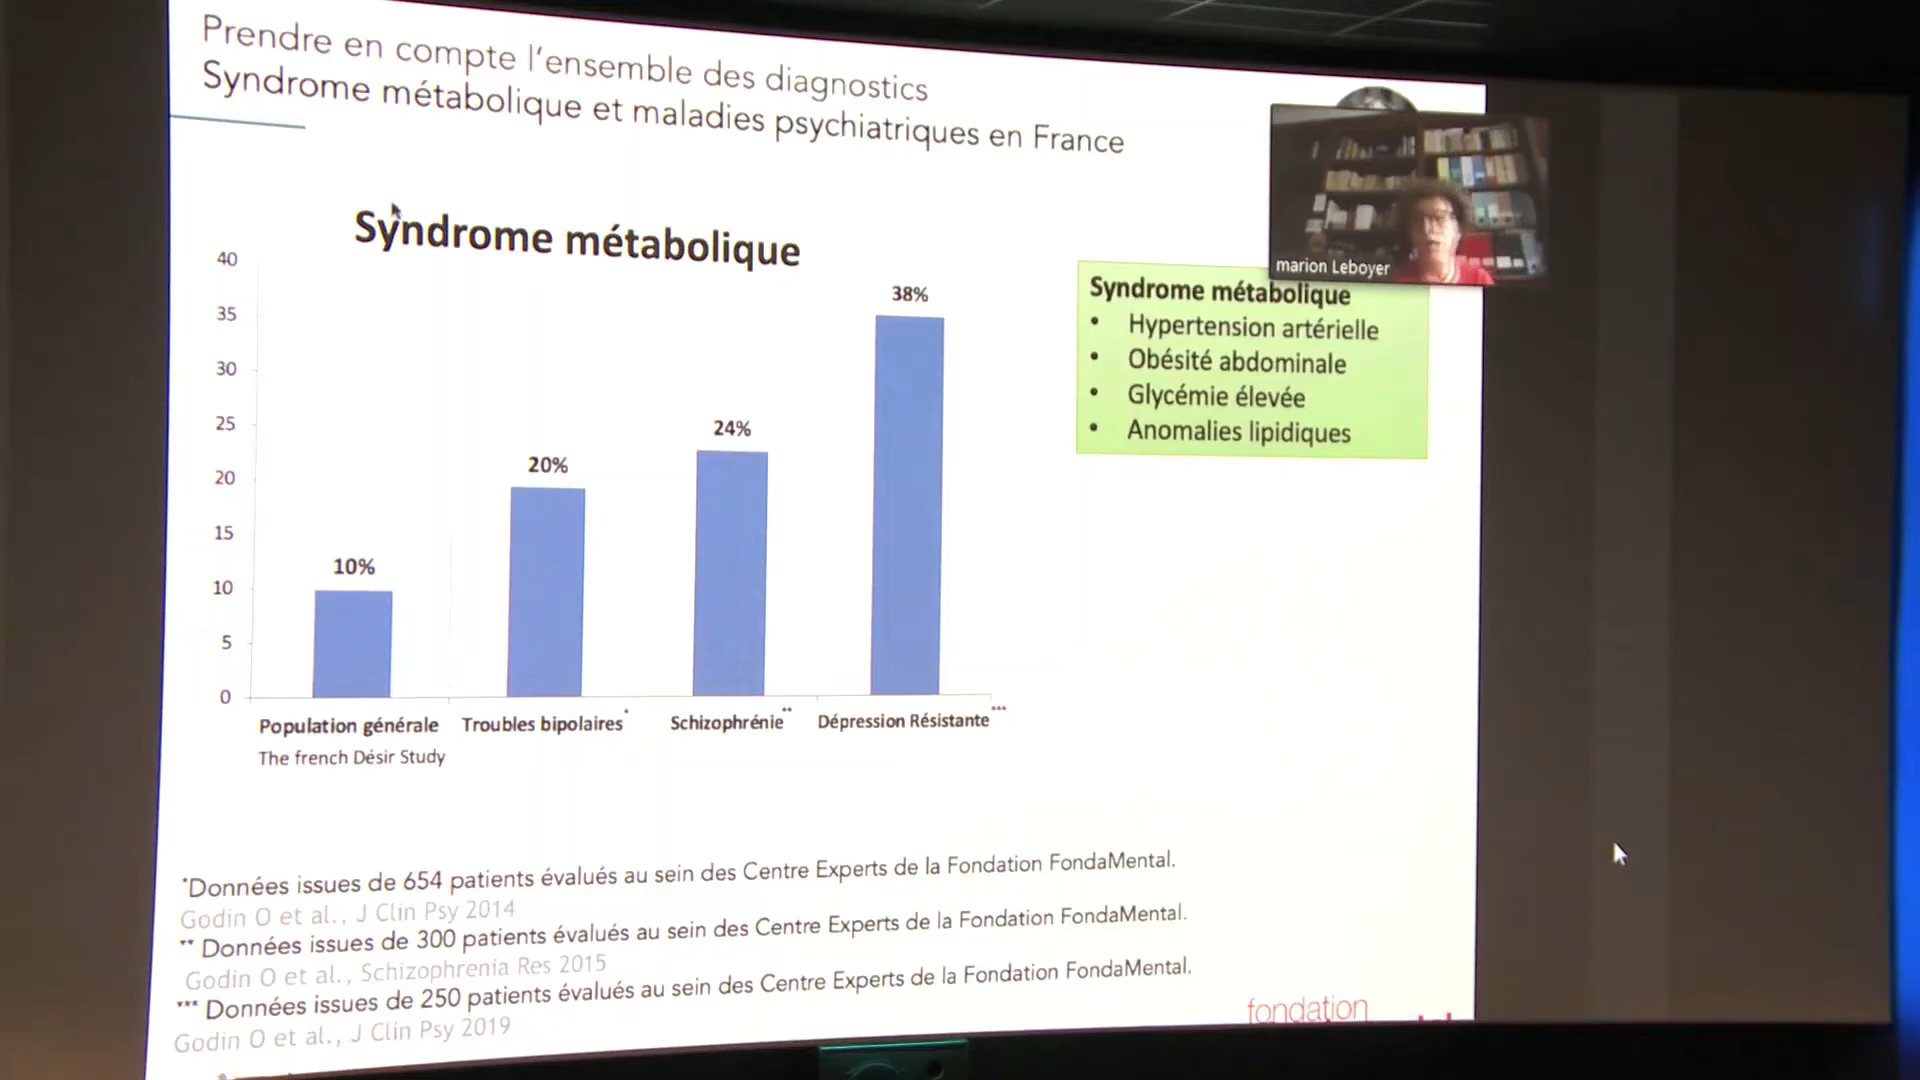 Prendre en compte l'ensemble des diagnostics
Syndrome métabolique et maladies psychiatriques en France
marion Leboyer
Syndrome métabolique
40
35
30
25
20
15
10
5
0
10%
20%
24%
38%
Population générale
The french Désir Study
Troubles bipolaires*
Schizophrénie**
Dépression Résistante***
Syndrome métabolique
• Hypertension artérielle
• Obésité abdominale
• Glycémie élevée
• Anomalies lipidiques
*Données issues de 654 patients évalués au sein des Centre Experts de la Fondation FondaMental.
Godin O et al., J Clin Psy 2014
** Données issues de 300 patients évalués au sein des Centre Experts de la Fondation FondaMental.
Godin O et al., Schizophrenia Res 2015
*** Données issues de 250 patients évalués au sein des Centre Experts de la Fondation FondaMental.
Godin O et al., J Clin Psy 2019
fondation